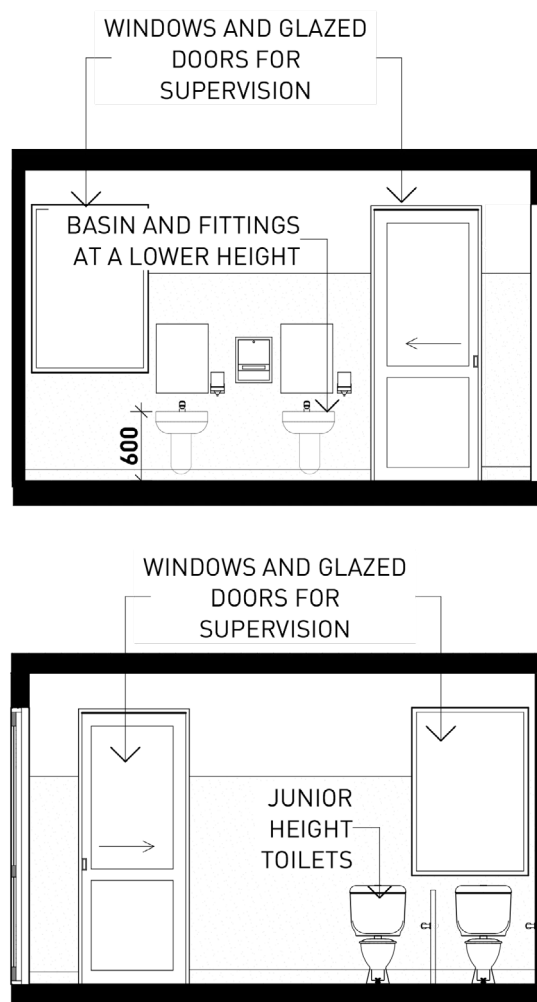 WINDOWS AND GLAZED
DOORS FOR
SUPERVISION
BASIN AND FITTINGS
AT A LOWER HEIGHT
600
WINDOWS AND GLAZED
DOORS FOR
SUPERVISION
JUNIOR
HEIGHT
TOILETS